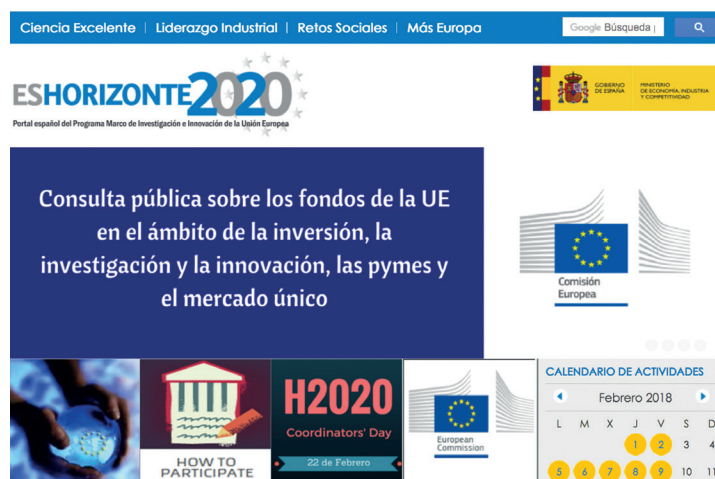 Ciencia Excelente | Liderazgo Industrial | Retos Sociales | Más Europa
Google Búsqueda
ESHORIZONTE2020
Portal español del Programa Marco de Investigación e Innovación de la Unión Europea
GOBIERNO
DE ESPAÑA
MINISTERIO
DE ECONOMÍA, INDUSTRIA
Y COMPETITIVIDAD
Consulta pública sobre los fondos de la UE
en el ámbito de la inversión, la
investigación y la innovación, las pymes y
el mercado único
Comisión
Europea
HOW TO
PARTICIPATE
H2020
Coordinators' Day
22 de Febrero
European
Commission
CALENDARIO DE ACTIVIDADES
Febrero 2018
L M X J V S D
1 2 3 4
5 6 7 8 9 10 11